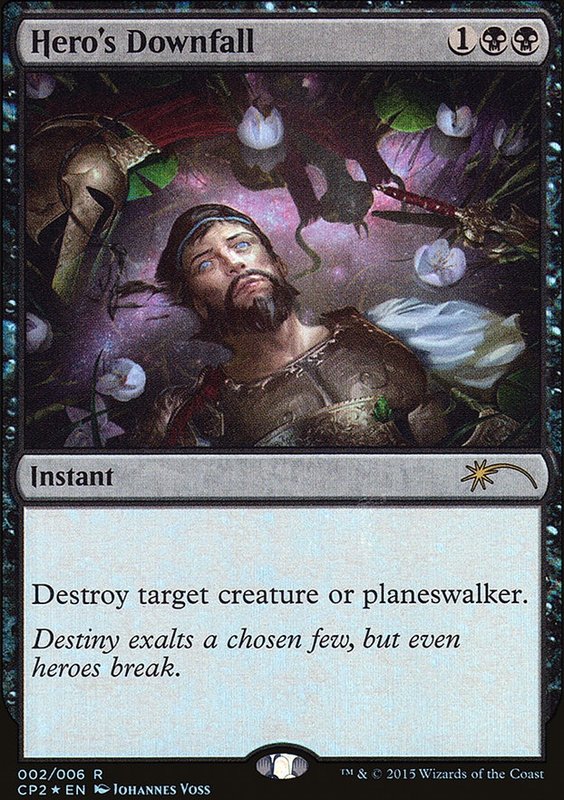 Hero's Downfall 1
Instant
Destroy target creature or planeswalker.
Destiny exalts a chosen few, but even
heroes break.
002/006 R
CP2★EN Johannes Voss
™ & © 2015 Wizards of the Coast